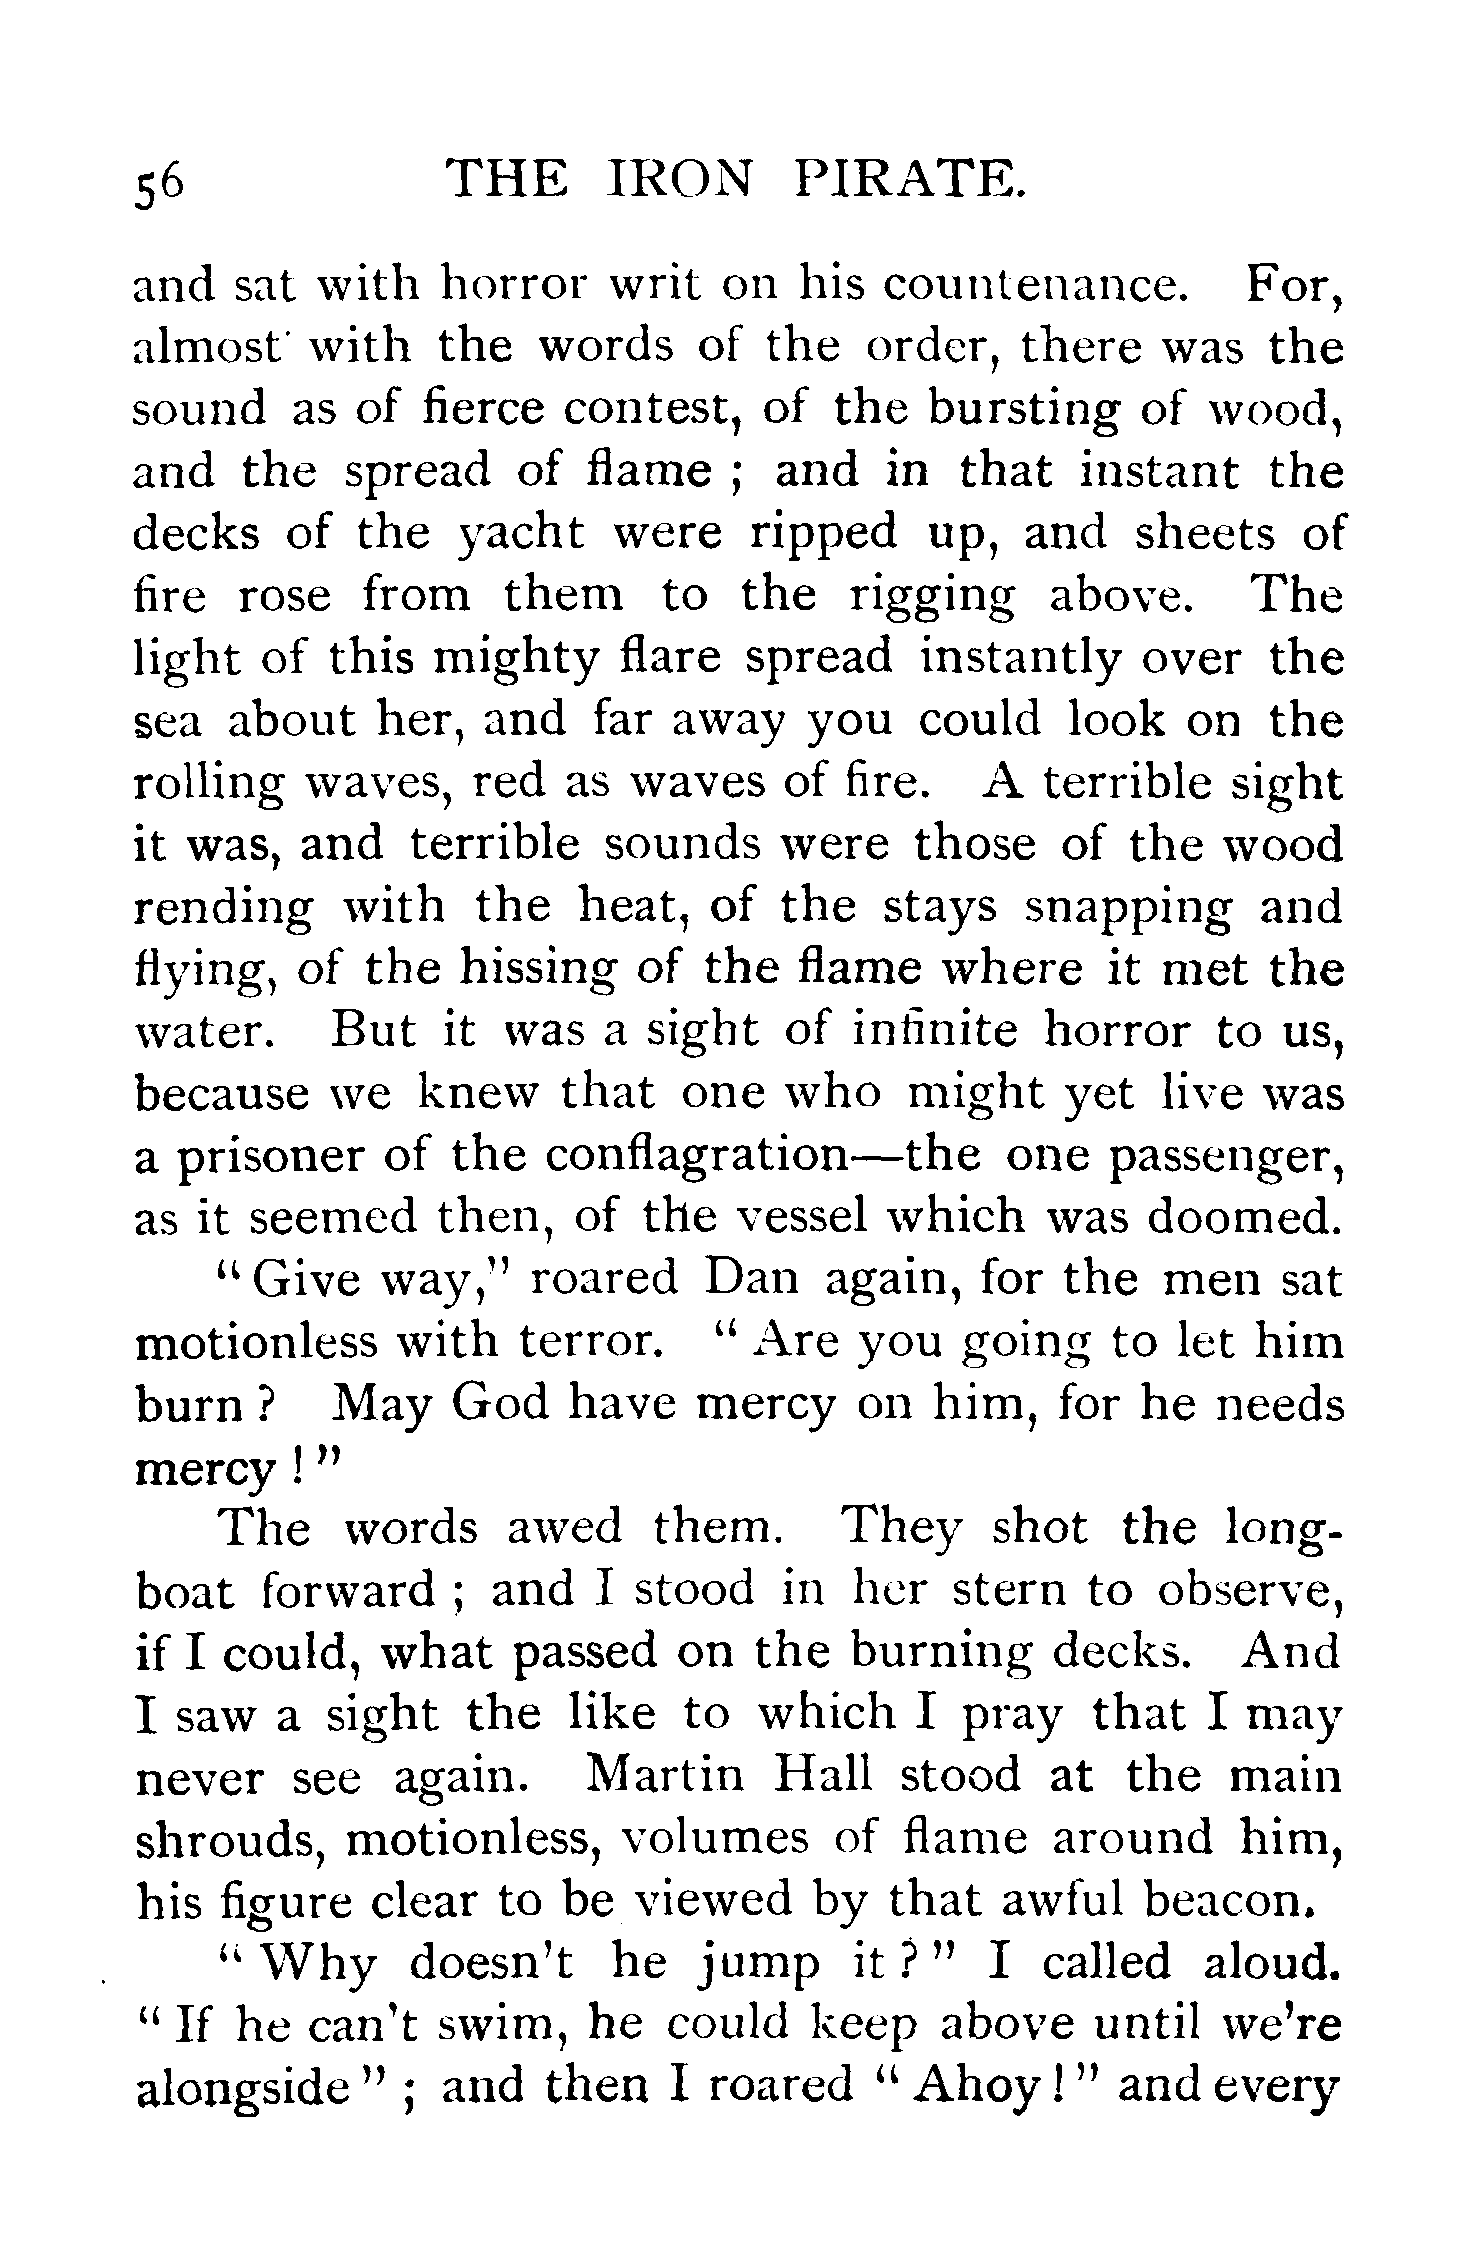 56 THE IRON PIRATE.
and sat with horror writ on his countenance. For,
almost with the words of the order, there was the
sound as of fierce contest, of the bursting of wood,
and the spread of flame ; and in that instant the
decks of the yacht were ripped up, and sheets of
fire rose from them to the rigging above. The
light of this mighty flare spread instantly over the
sea about her, and far away you could look on the
rolling waves, red as waves of fire. A terrible sight
it was, and terrible sounds were those of the wood
rending with the heat, of the stays snapping and
flying, of the hissing of the flame where it met the
water. But it was a sight of infinite horror to us,
because we knew that one who might yet live was
a prisoner of the conflagration—the one passenger,
as it seemed then, of the vessel which was doomed.
“ Give way,” roared Dan again, for the men sat
motionless with terror. “ Are you going to let him
burn ? May God have mercy on him, for he needs
mercy ! ”
The words awed them. They shot the long-
boat forward ; and I stood in her stern to observe,
if I could, what passed on the burning decks. And
I saw a sight the like to which I pray that I may
never see again. Martin Hall stood at the main
shrouds, motionless, volumes of flame around him,
his figure clear to be viewed by that awful beacon.
“ Why doesn’t he jump it ? ” I called aloud.
“ If he can’t swim, he could keep above until we’re
alongside ” ; and then I roared “ Ahoy ! ” and every